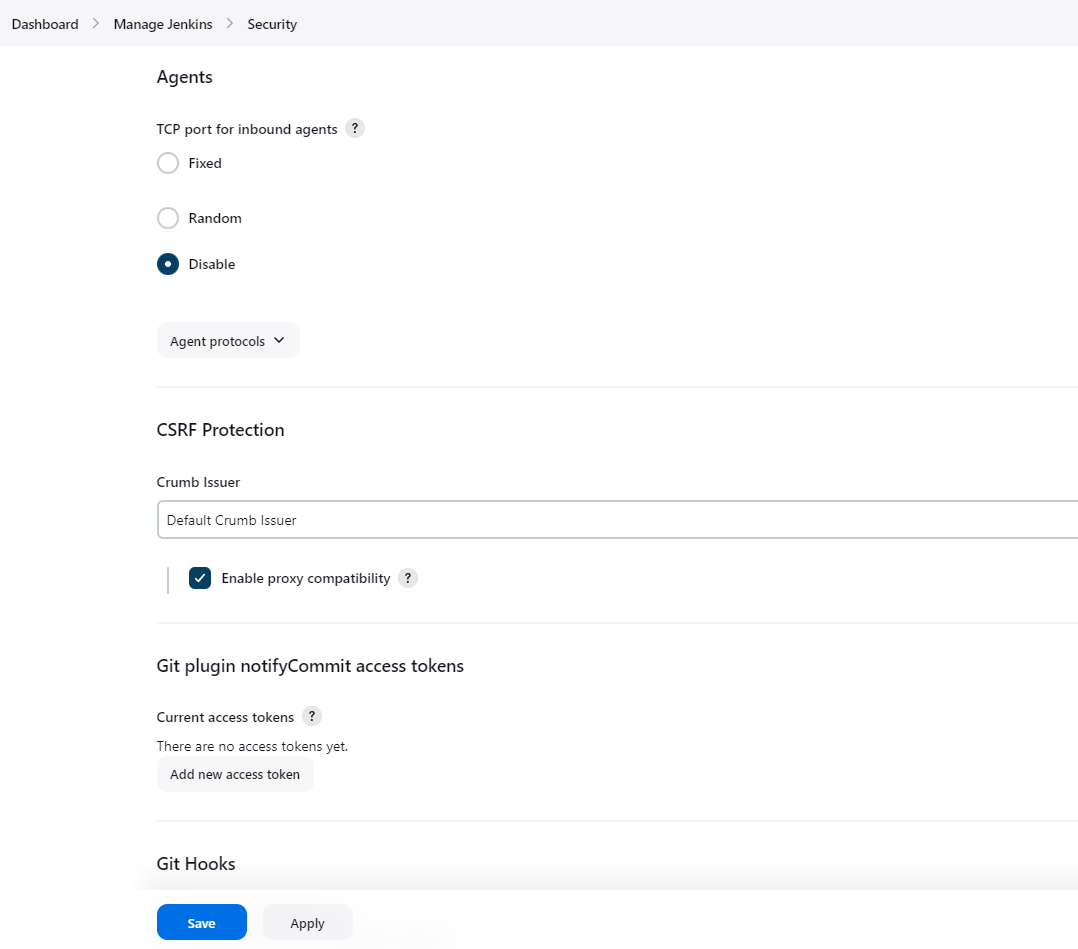 Dashboard > Manage Jenkins > Security
Agents
TCP port for inbound agents ?
Fixed
Random
Disable
Agent protocols
CSRF Protection
Crumb Issuer
Default Crumb Issuer
Enable proxy compatibility ?
Git plugin notifyCommit access tokens
Current access tokens ?
There are no access tokens yet.
Add new access token
Git Hooks
Save Apply